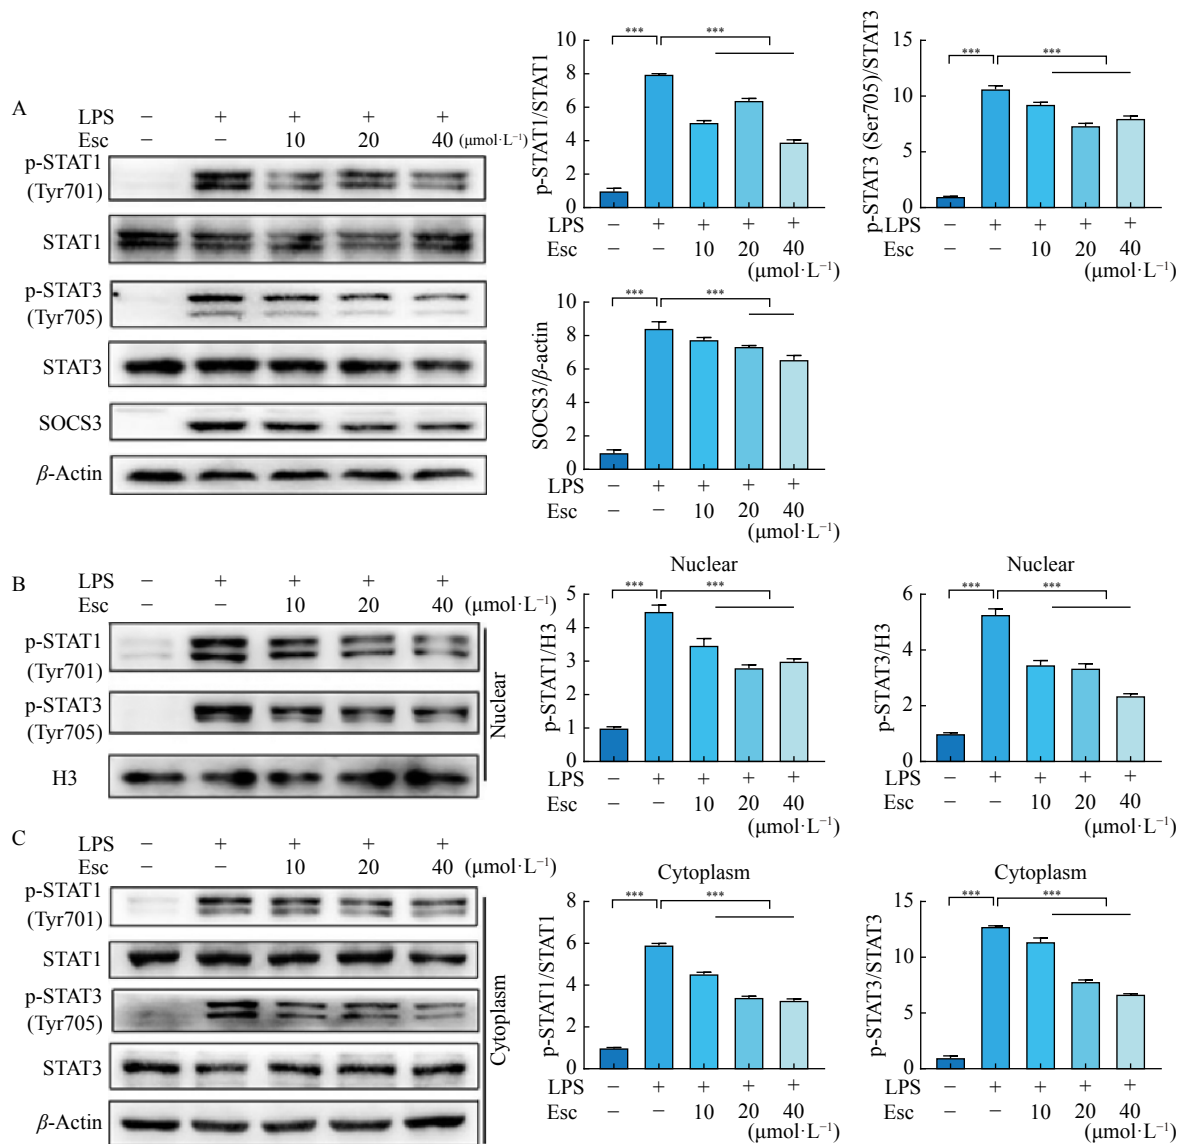 A
LPS − + + + +
Esc − − 10 20 40 (μmol·L⁻¹)
p-STAT1
(Tyr701)
STAT1
p-STAT3
(Tyr705)
STAT3
SOCS3
β-Actin
p-STAT1/STAT1
10
8
6
4
2
0
*** ***
LPS − + + + +
Esc − − 10 20 40
(μmol·L⁻¹)
p-STAT3 (Ser705)/STAT3
15
10
5
0
*** ***
LPS − + + + +
Esc − − 10 20 40
(μmol·L⁻¹)
SOCS3/β-actin
10
8
6
4
2
0
*** ***
LPS − + + + +
Esc − − 10 20 40
(μmol·L⁻¹)
B
LPS − + + + +
Esc − − 10 20 40 (μmol·L⁻¹)
p-STAT1
(Tyr701)
p-STAT3
(Tyr705)
H3
Nuclear
Nuclear
p-STAT1/H3
5
4
3
2
1
0
*** ***
LPS − + + + +
Esc − − 10 20 40
(μmol·L⁻¹)
Nuclear
p-STAT3/H3
6
4
2
0
*** ***
LPS − + + + +
Esc − − 10 20 40
(μmol·L⁻¹)
C
LPS − + + + +
Esc − − 10 20 40 (μmol·L⁻¹)
p-STAT1
(Tyr701)
STAT1
p-STAT3
(Tyr705)
STAT3
β-Actin
Cytoplasm
Cytoplasm
p-STAT1/STAT1
8
6
4
2
0
*** ***
LPS − + + + +
Esc − − 10 20 40
(μmol·L⁻¹)
Cytoplasm
p-STAT3/STAT3
15
10
5
0
*** ***
LPS − + + + +
Esc − − 10 20 40
(μmol·L⁻¹)